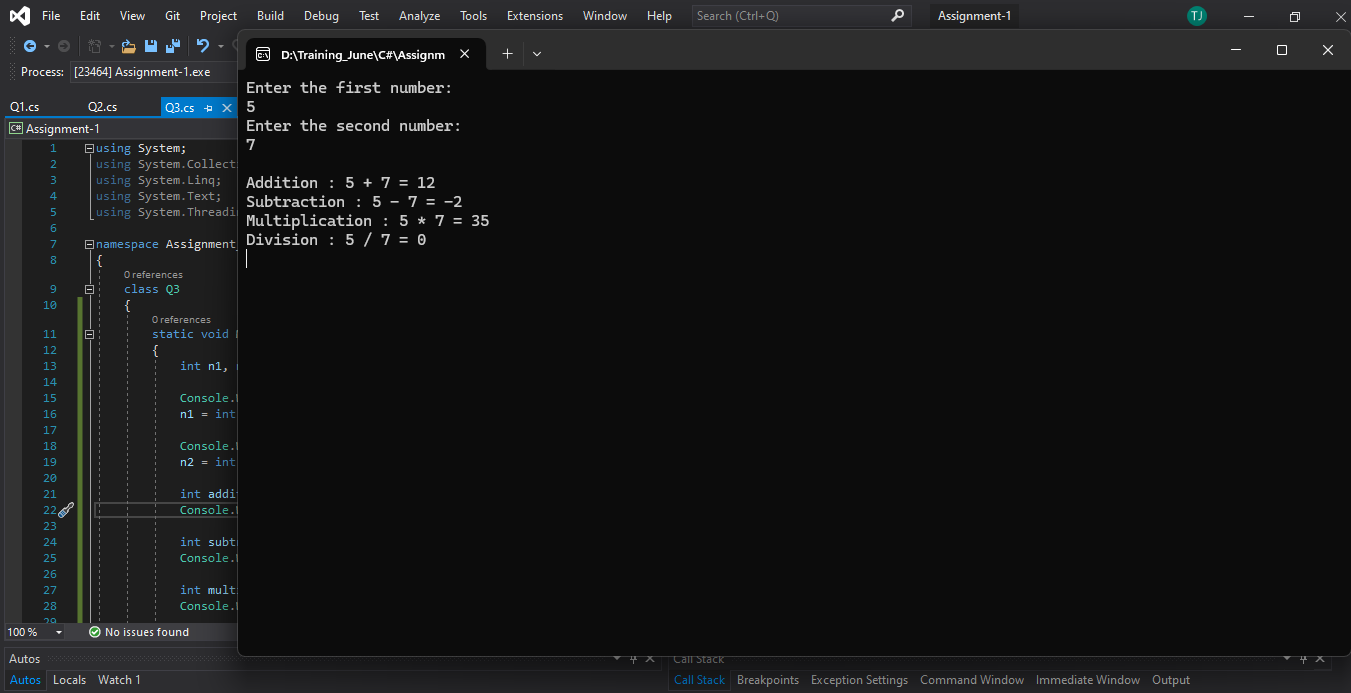 File Edit View Git Project Build Debug Test Analyze Tools Extensions Window Help Search (Ctrl+Q) Assignment-1 TJ
Process: [23464] Assignment-1.exe
D:\Training_June\C#\Assignm
Q1.cs Q2.cs Q3.cs
C# Assignment-1
1 using System;
2 using System.Collect
3 using System.Linq;
4 using System.Text;
5 using System.Threadi
6
7 namespace Assignment_
8 {
0 references
9 class Q3
10 {
0 references
11 static void
12 {
13 int n1,
14
15 Console.
16 n1 = int
17
18 Console.
19 n2 = int
20
21 int addi
22 Console.
23
24 int subt
25 Console.
26
27 int mult
28 Console.
29
100 % No issues found
Enter the first number:
5
Enter the second number:
7
Addition : 5 + 7 = 12
Subtraction : 5 - 7 = -2
Multiplication : 5 * 7 = 35
Division : 5 / 7 = 0
Autos Call Stack
Autos Locals Watch 1 Call Stack Breakpoints Exception Settings Command Window Immediate Window Output